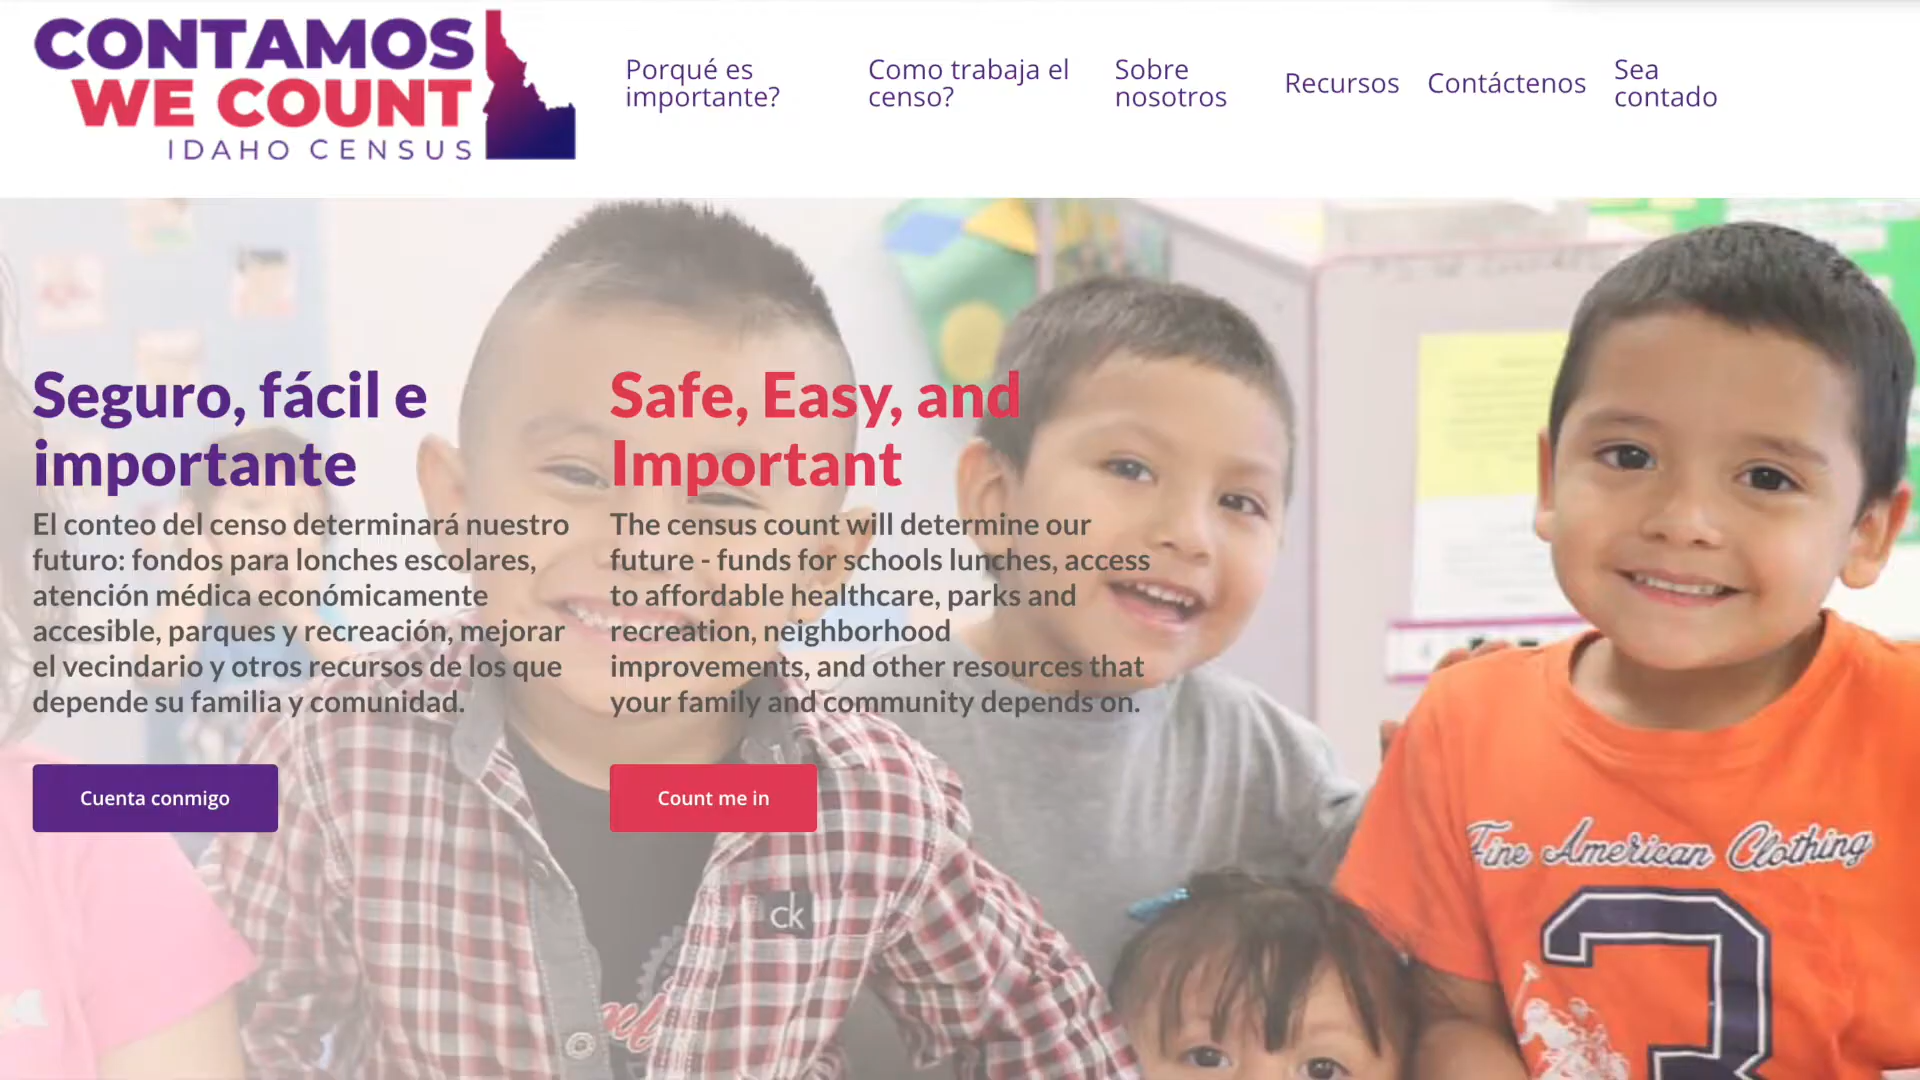 CONTAMOS
WE COUNT
IDAHO CENSUS
Porqué es
importante?
Como trabaja el
censo?
Sobre
nosotros
Recursos
Contáctenos
Sea
contado
Seguro, fácil e
importante
El conteo del censo determinará nuestro
futuro: fondos para lonches escolares,
atención médica económicamente
accesible, parques y recreación, mejorar
el vecindario y otros recursos de los que
depende su familia y comunidad.
Cuenta conmigo
Safe, Easy, and
Important
The census count will determine our
future - funds for schools lunches, access
to affordable healthcare, parks and
recreation, neighborhood
improvements, and other resources that
your family and community depends on.
Count me in
ck
Fine American Clothing
3